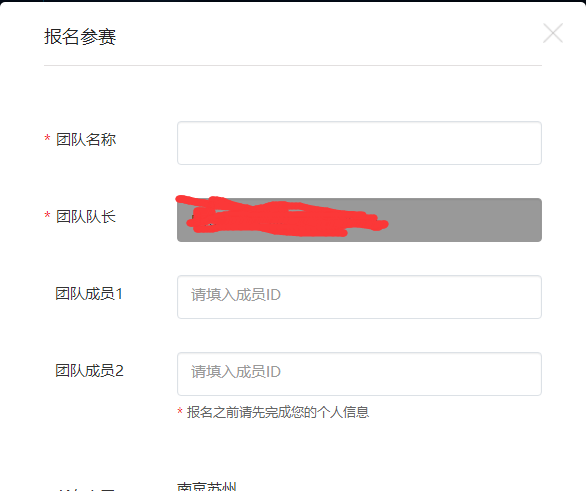 报名参赛
* 团队名称
* 团队队长
团队成员1 请填入成员ID
团队成员2 请填入成员ID
* 报名之前请先完成您的个人信息
南京苏州